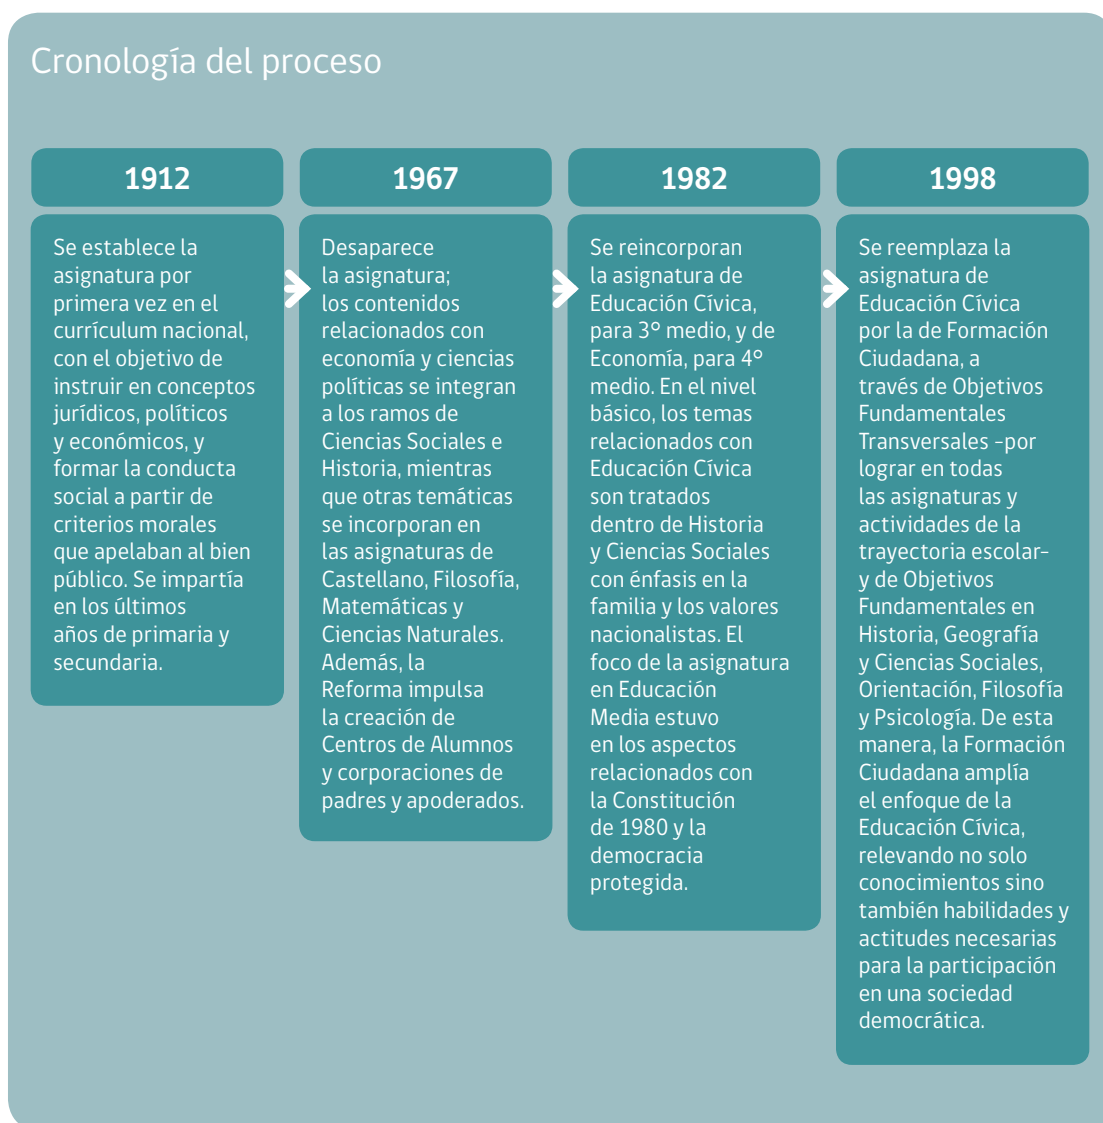 Cronología del proceso
1912
Se establece la
asignatura por
primera vez en el
currículum nacional,
con el objetivo de
instruir en conceptos
jurídicos, políticos
y económicos, y
formar la conducta
social a partir de
criterios morales
que apelaban al bien
público. Se impartía
en los últimos
años de primaria y
secundaria.
1967
Desaparece
la asignatura;
los contenidos
relacionados con
economía y ciencias
políticas se integran
a los ramos de
Ciencias Sociales e
Historia, mientras
que otras temáticas
se incorporan en
las asignaturas de
Castellano, Filosofía,
Matemáticas y
Ciencias Naturales.
Además, la
Reforma impulsa
la creación de
Centros de Alumnos
y corporaciones de
padres y apoderados.
1982
Se reincorporan
la asignatura de
Educación Cívica,
para 3º medio, y de
Economía, para 4º
medio. En el nivel
básico, los temas
relacionados con
Educación Cívica
son tratados
dentro de Historia
y Ciencias Sociales
con énfasis en la
familia y los valores
nacionalistas. El
foco de la asignatura
en Educación
Media estuvo
en los aspectos
relacionados con
la Constitución
de 1980 y la
democracia
protegida.
1998
Se reemplaza la
asignatura de
Educación Cívica
por la de Formación
Ciudadana, a
través de Objetivos
Fundamentales
Transversales -por
lograr en todas
las asignaturas y
actividades de la
trayectoria escolar-
y de Objetivos
Fundamentales en
Historia, Geografía
y Ciencias Sociales,
Orientación, Filosofía
y Psicología. De esta
manera, la Formación
Ciudadana amplía
el enfoque de la
Educación Cívica,
relevando no solo
conocimientos sino
también habilidades y
actitudes necesarias
para la participación
en una sociedad
democrática.